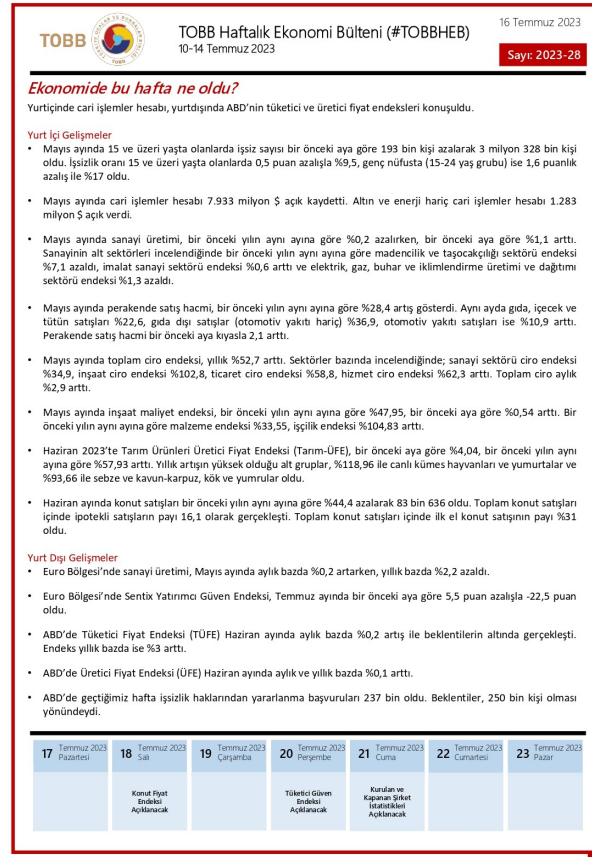 TOBB
TOBB Haftalık Ekonomi Bülteni (#TOBBHEB)
10-14 Temmuz 2023
16 Temmuz 2023
Sayı: 2023-28
Ekonomide bu hafta ne oldu?
Yurtiçinde cari işlemler hesabı, yurtdışında ABD'nin tüketici ve üretici fiyat endeksleri konuşuldu.
Yurt İçi Gelişmeler
• Mayıs ayında 15 ve üzeri yaşta olanlarda işsiz sayısı bir önceki aya göre 193 bin kişi azalarak 3 milyon 328 bin kişi
oldu. İşsizlik oranı 15 ve üzeri yaşta olanlarda 0,5 puan azalışla %9,5, genç nüfusta (15-24 yaş grubu) ise 1,6 puanlık
azalış ile %17 oldu.
• Mayıs ayında cari işlemler hesabı 7.933 milyon $ açık kaydetti. Altın ve enerji hariç cari işlemler hesabı 1.283
milyon $ açık verdi.
• Mayıs ayında sanayi üretimi, bir önceki yılın aynı ayına göre %0,2 azalırken, bir önceki aya göre %1,1 arttı.
Sanayinin alt sektörleri incelendiğinde bir önceki yılın aynı ayına göre madencilik ve taşocakçılığı sektörü endeksi
%7,1 azaldı, imalat sanayi sektörü endeksi %0,6 arttı ve elektrik, gaz, buhar ve iklimlendirme üretimi ve dağıtımı
sektörü endeksi %1,3 azaldı.
• Mayıs ayında perakende satış hacmi, bir önceki yılın aynı ayına göre %28,4 artış gösterdi. Aynı ayda gıda, içecek ve
tütün satışları %22,6, gıda dışı satışlar (otomotiv yakıtı hariç) %36,9, otomotiv yakıtı satışları ise %10,9 arttı.
Perakende satış hacmi bir önceki aya kıyasla 2,1 arttı.
• Mayıs ayında toplam ciro endeksi, yıllık %52,7 arttı. Sektörler bazında incelendiğinde; sanayi sektörü ciro endeksi
%34,9, inşaat ciro endeksi %102,8, ticaret ciro endeksi %58,8, hizmet ciro endeksi %62,3 arttı. Toplam ciro aylık
%2,9 arttı.
• Mayıs ayında inşaat maliyet endeksi, bir önceki yılın aynı ayına göre %47,95, bir önceki aya göre %0,54 arttı. Bir
önceki yılın aynı ayına göre malzeme endeksi %33,55, işçilik endeksi %104,83 arttı.
• Haziran 2023'te Tarım Ürünleri Üretici Fiyat Endeksi (Tarım-ÜFE), bir önceki aya göre %4,04, bir önceki yılın aynı
ayına göre %57,93 arttı. Yıllık artışın yüksek olduğu alt gruplar, %118,96 ile canlı kümes hayvanları ve yumurtalar ve
%93,66 ile sebze ve kavun-karpuz, kök ve yumrular oldu.
• Haziran ayında konut satışları bir önceki yılın aynı ayına göre %44,4 azalarak 83 bin 636 oldu. Toplam konut satışları
içinde ipotekli satışların payı 16,1 olarak gerçekleşti. Toplam konut satışları içinde ilk el konut satışının payı %31
oldu.
Yurt Dışı Gelişmeler
• Euro Bölgesi'nde sanayi üretimi, Mayıs ayında aylık bazda %0,2 artarken, yıllık bazda %2,2 azaldı.
• Euro Bölgesi'nde Sentix Yatırımcı Güven Endeksi, Temmuz ayında bir önceki aya göre 5,5 puan azalışla -22,5 puan
oldu.
• ABD'de Tüketici Fiyat Endeksi (TÜFE) Haziran ayında aylık bazda %0,2 artış ile beklentilerin altında gerçekleşti.
Endeks yıllık bazda ise %3 arttı.
• ABD'de Üretici Fiyat Endeksi (ÜFE) Haziran ayında aylık ve yıllık bazda %0,1 arttı.
• ABD'de geçtiğimiz hafta işsizlik haklarından yararlanma başvuruları 237 bin oldu. Beklentiler, 250 bin kişi olması
yönündeydi.
17 Temmuz 2023 Pazartesi
18 Temmuz 2023 Salı
19 Temmuz 2023 Çarşamba
20 Temmuz 2023 Perşembe
21 Temmuz 2023 Cuma
22 Temmuz 2023 Cumartesi
23 Temmuz 2023 Pazar
Konut Fiyat
Endeksi
Açıklanacak
Tüketici Güven
Endeksi
Açıklanacak
Kurulan ve
Kapanan Şirket
İstatistikleri
Açıklanacak